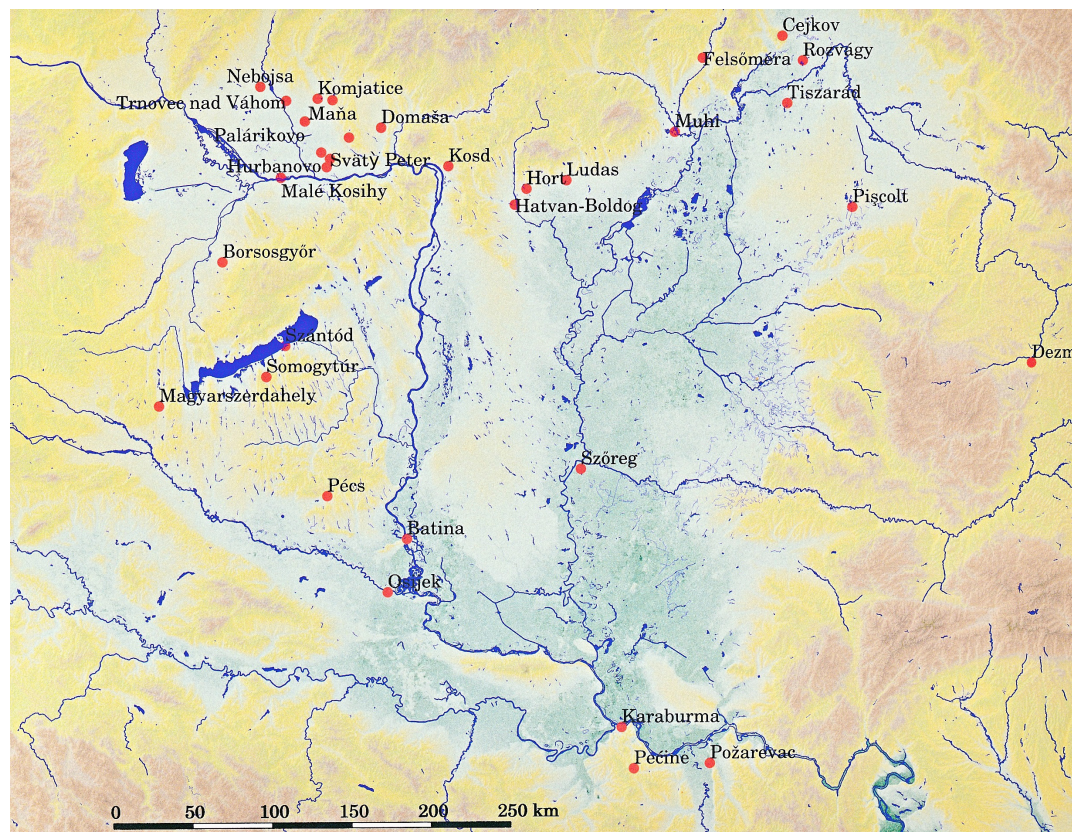 Cejkov
Rozvágy
Felsőméra
Nebojsa
Komjatice
Trnovec nad Váhom
Tiszarad
Maňa
Domaša
Muhi
Palárikovo
Svätý Peter
Kosd
Hurbanovo
Ludas
Hort
Malé Kosihy
Piscolt
Hatvan-Boldog
Borsosgyőr
Szántód
Dezm
Somogytúr
Magyarszerdahely
Szőreg
Pécs
Batina
Osijek
Karaburma
Pećine
Požarevac
0 50 100 150 200 250 km